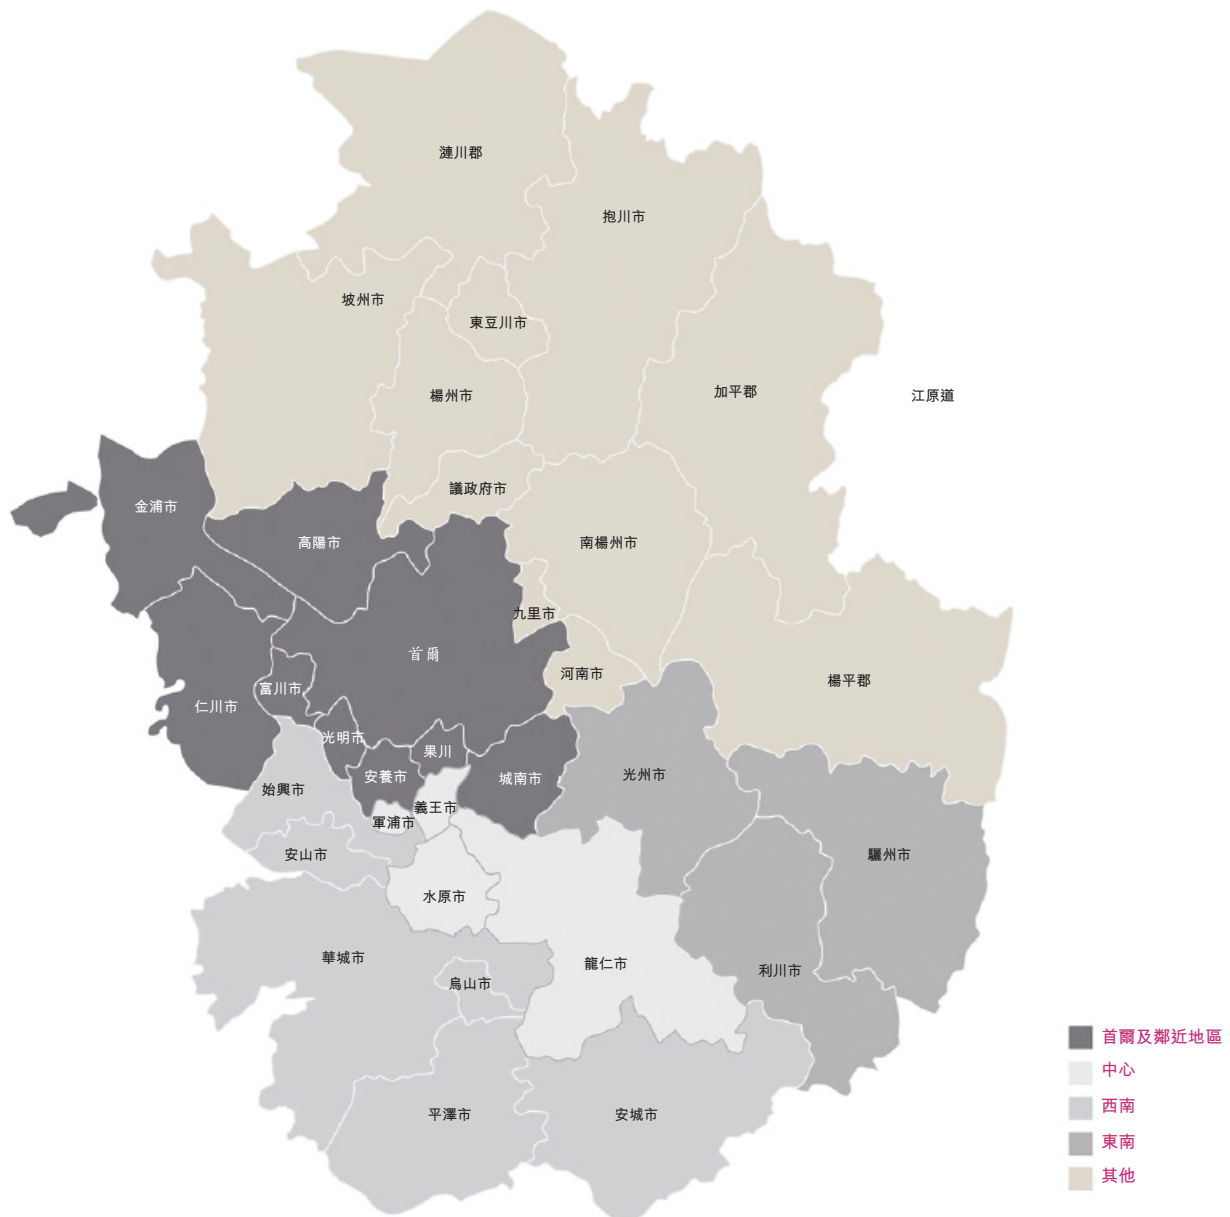 漣川郡
抱川市
坡州市
東豆川市
加平郡
楊州市
江原道
議政府市
金浦市
高陽市
南楊州市
九里市
首爾
河南市
楊平郡
富川市
仁川市
光明市
果川
安養市
城南市
光州市
始興市
義王市
軍浦市
安山市
驪州市
水原市
華城市
龍仁市
利川市
烏山市
平澤市
安城市
首爾及鄰近地區
中心
西南
東南
其他